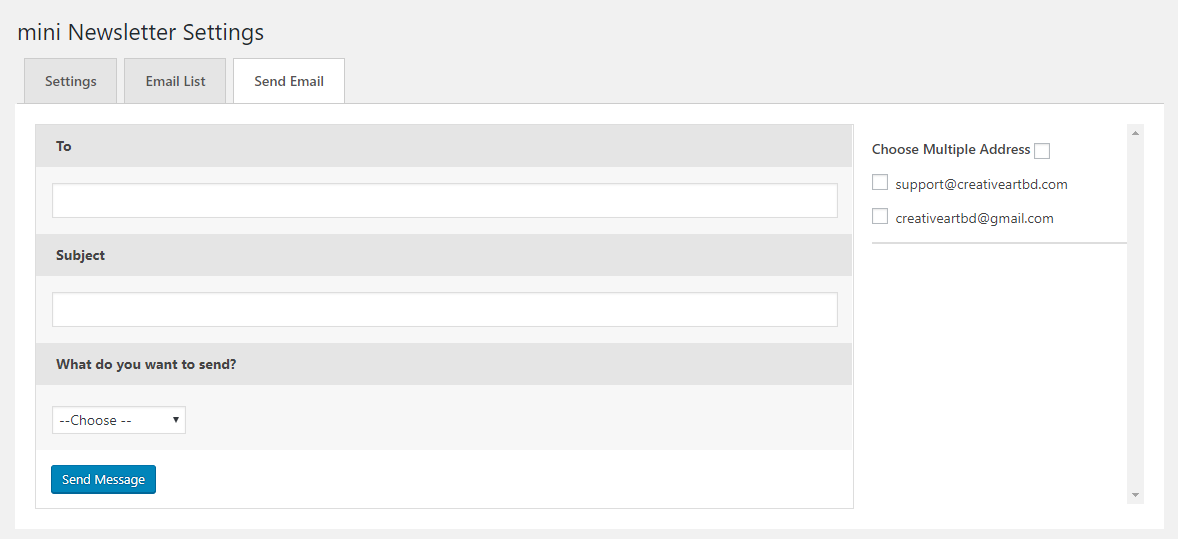 mini Newsletter Settings
Settings
Email List
Send Email
To
Subject
What do you want to send?
--Choose --
Send Message
Choose Multiple Address
support@creativeartbd.com
creativeartbd@gmail.com